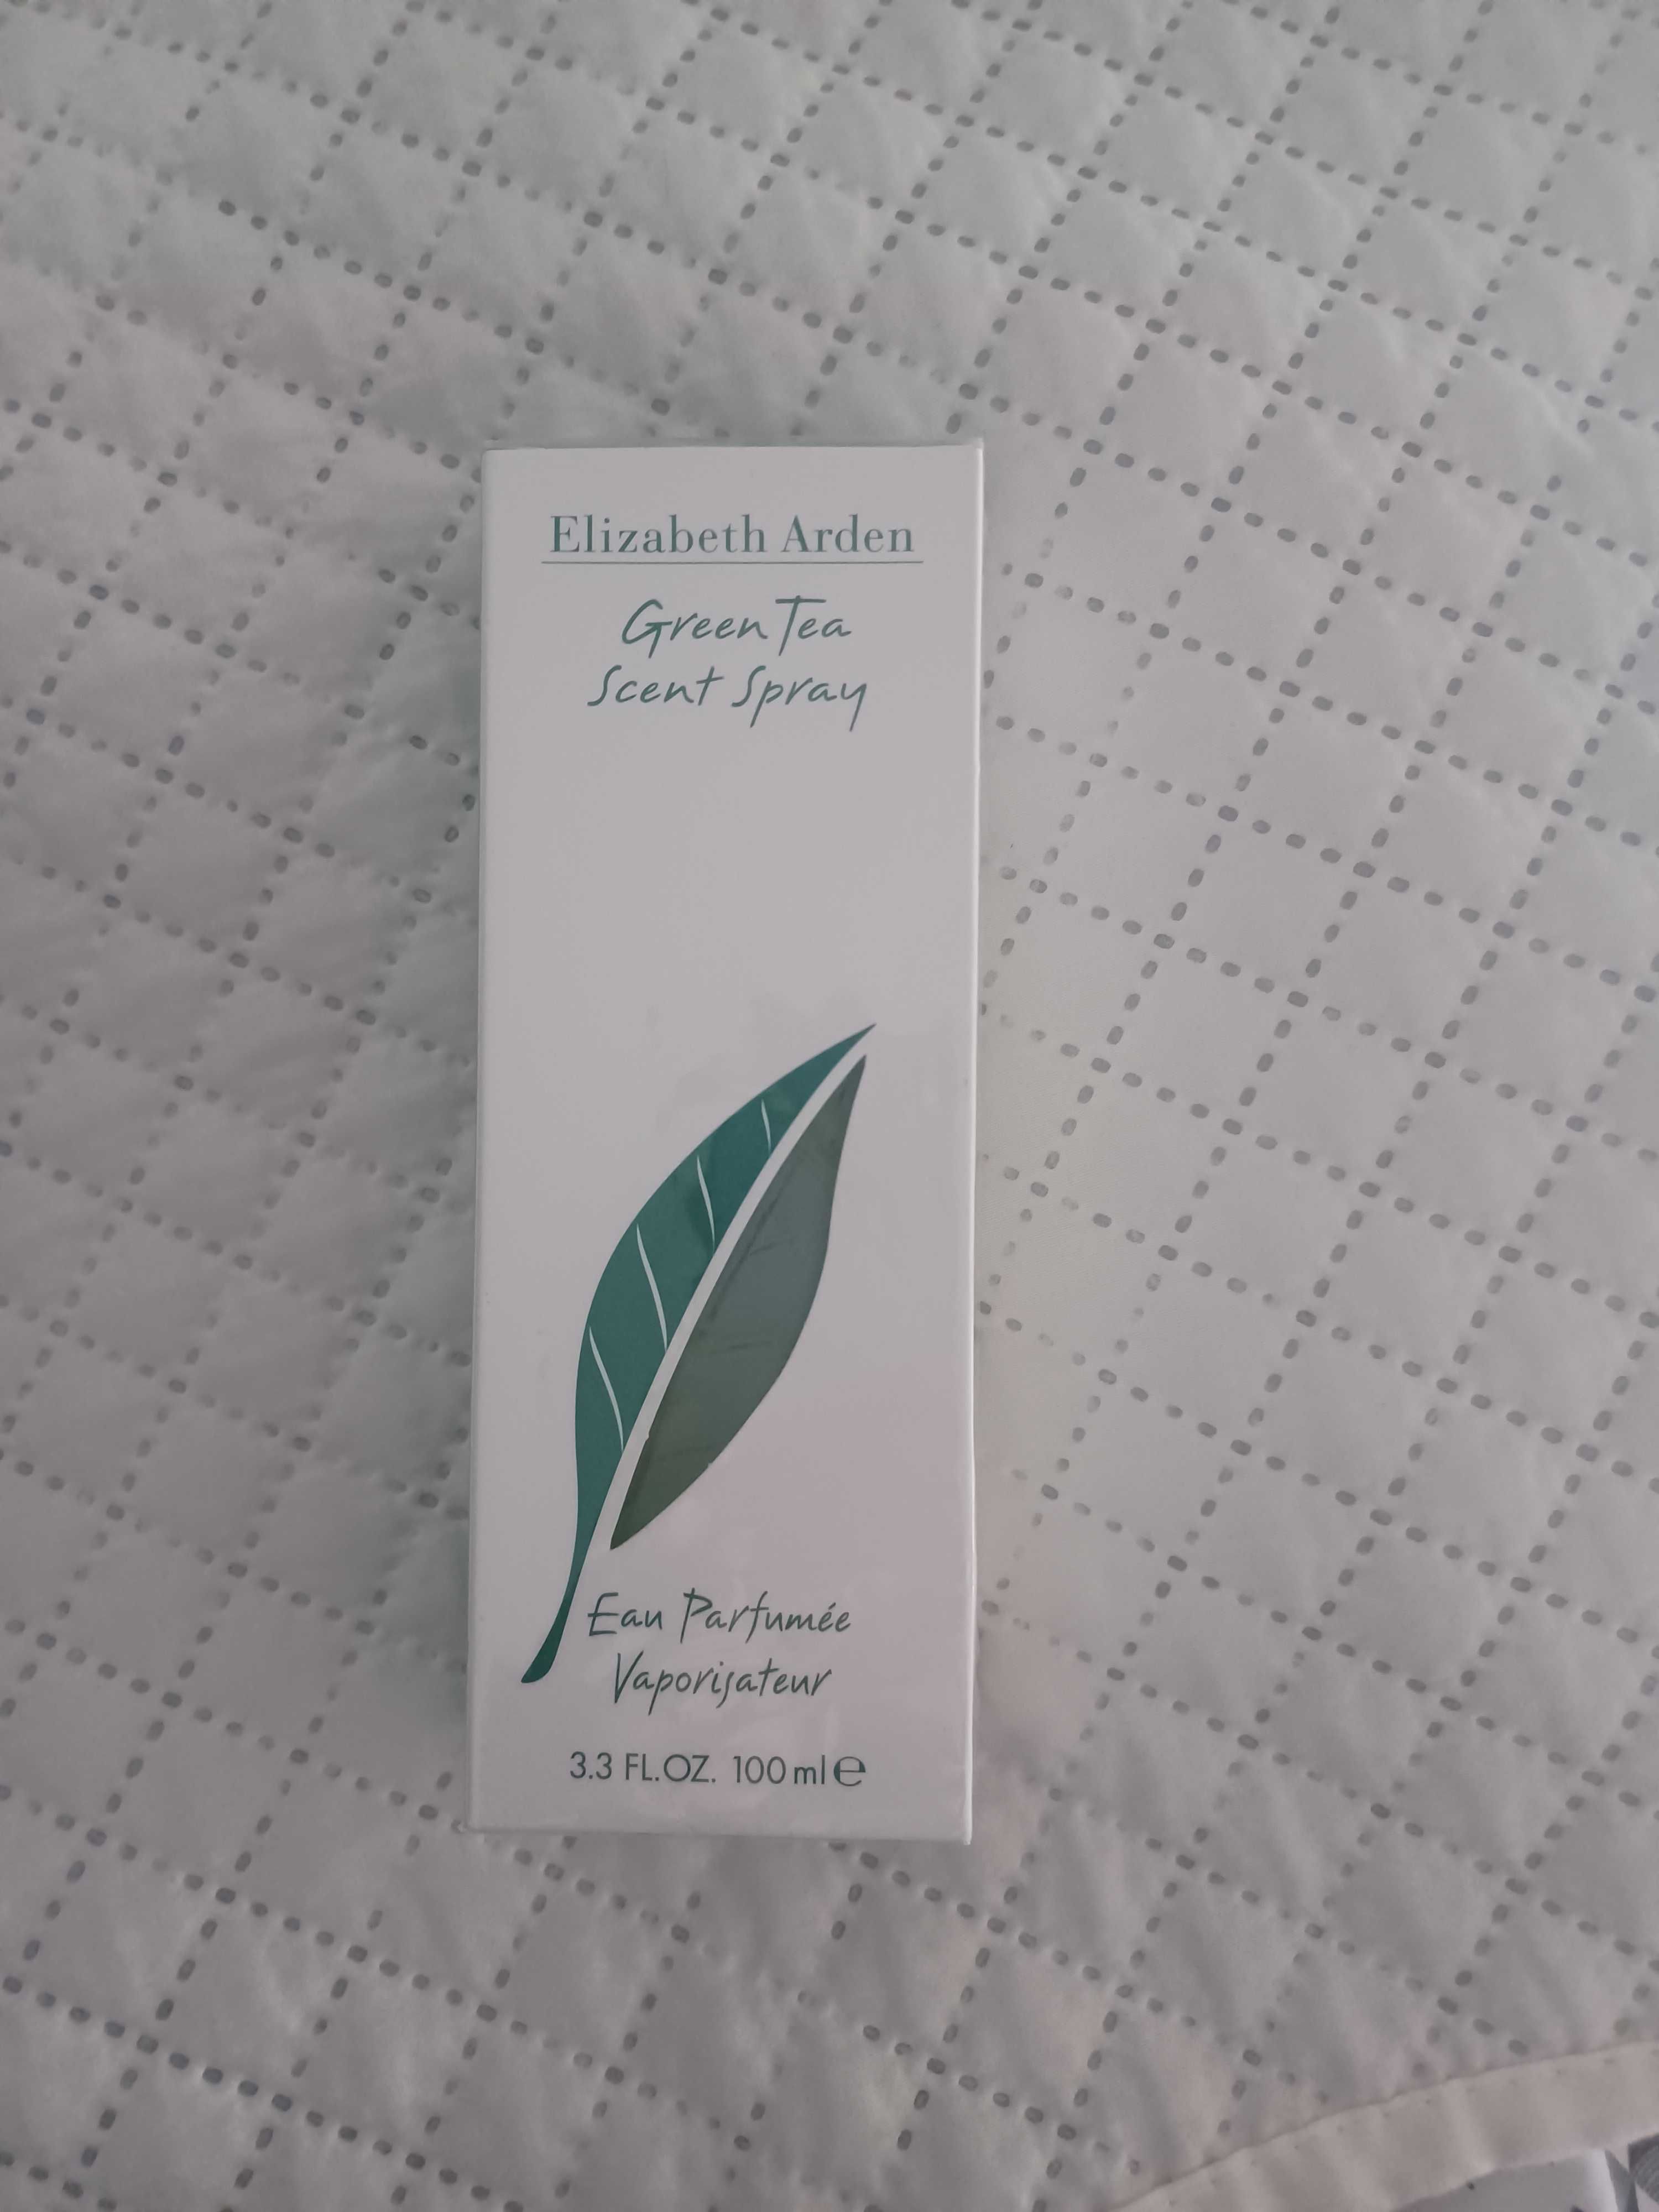 Elizabeth Arden
Green Tea
Scent Spray
Eau Parfumée
Vaporisateur
3.3 FL.OZ. 100 ml ℮